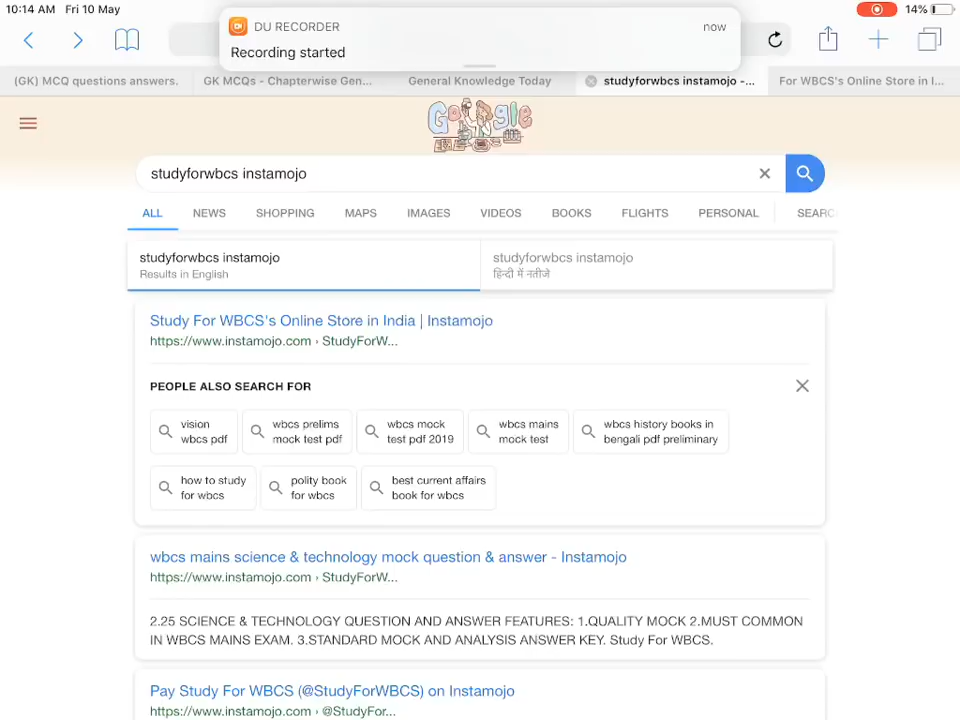 10:14 AM Fri 10 May
14%
DU RECORDER
now
Recording started
(GK) MCQ questions answers.
GK MCQs - Chapterwise Gen...
General Knowledge Today
studyforwbcs instamojo -...
For WBCS's Online Store in I...
Google
studyforwbcs instamojo
ALL NEWS SHOPPING MAPS IMAGES VIDEOS BOOKS FLIGHTS PERSONAL SEARC
studyforwbcs instamojo
Results in English
studyforwbcs instamojo
हिन्दी में नतीजे
Study For WBCS's Online Store in India | Instamojo
https://www.instamojo.com › StudyForW...
PEOPLE ALSO SEARCH FOR
vision
wbcs pdf
wbcs prelims
mock test pdf
wbcs mock
test pdf 2019
wbcs mains
mock test
wbcs history books in
bengali pdf preliminary
how to study
for wbcs
polity book
for wbcs
best current affairs
book for wbcs
wbcs mains science & technology mock question & answer - Instamojo
https://www.instamojo.com › StudyForW...
2.25 SCIENCE & TECHNOLOGY QUESTION AND ANSWER FEATURES: 1.QUALITY MOCK 2.MUST COMMON
IN WBCS MAINS EXAM. 3.STANDARD MOCK AND ANALYSIS ANSWER KEY. Study For WBCS.
Pay Study For WBCS (@StudyForWBCS) on Instamojo
https://www.instamojo.com › @StudyFor...